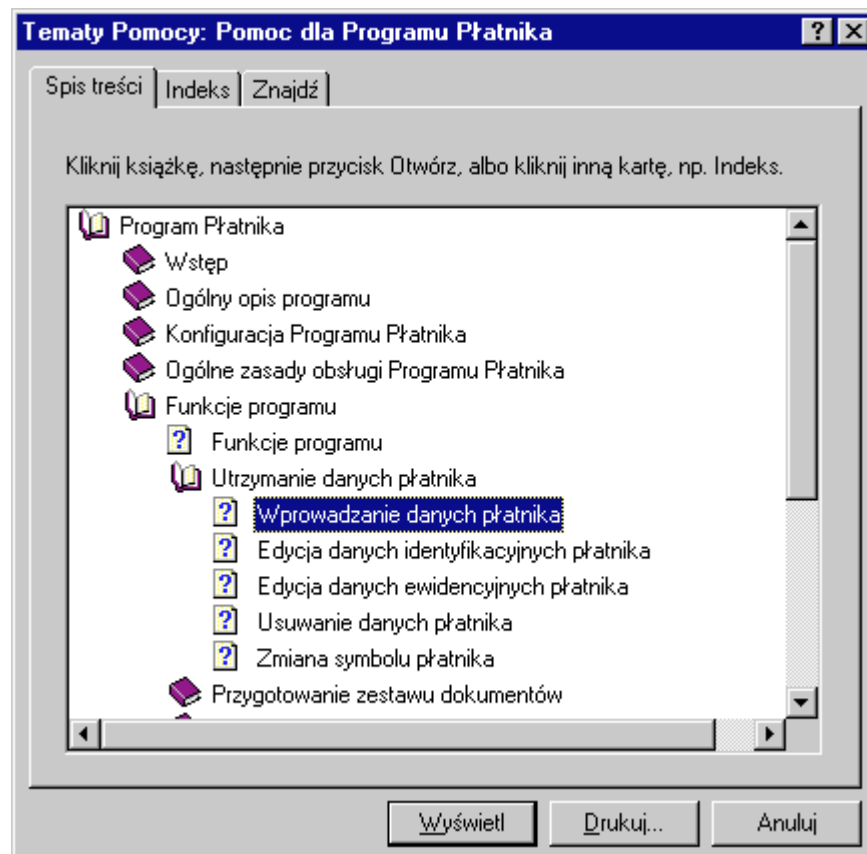 Tematy Pomocy: Pomoc dla Programu Płatnika
Spis treści Indeks Znajdź
Kliknij książkę, następnie przycisk Otwórz, albo kliknij inną kartę, np. Indeks.
Program Płatnika
Wstęp
Ogólny opis programu
Konfiguracja Programu Płatnika
Ogólne zasady obsługi Programu Płatnika
Funkcje programu
Funkcje programu
Utrzymanie danych płatnika
Wprowadzanie danych płatnika
Edycja danych identyfikacyjnych płatnika
Edycja danych ewidencyjnych płatnika
Usuwanie danych płatnika
Zmiana symbolu płatnika
Przygotowanie zestawu dokumentów
Wyświetl Drukuj... Anuluj